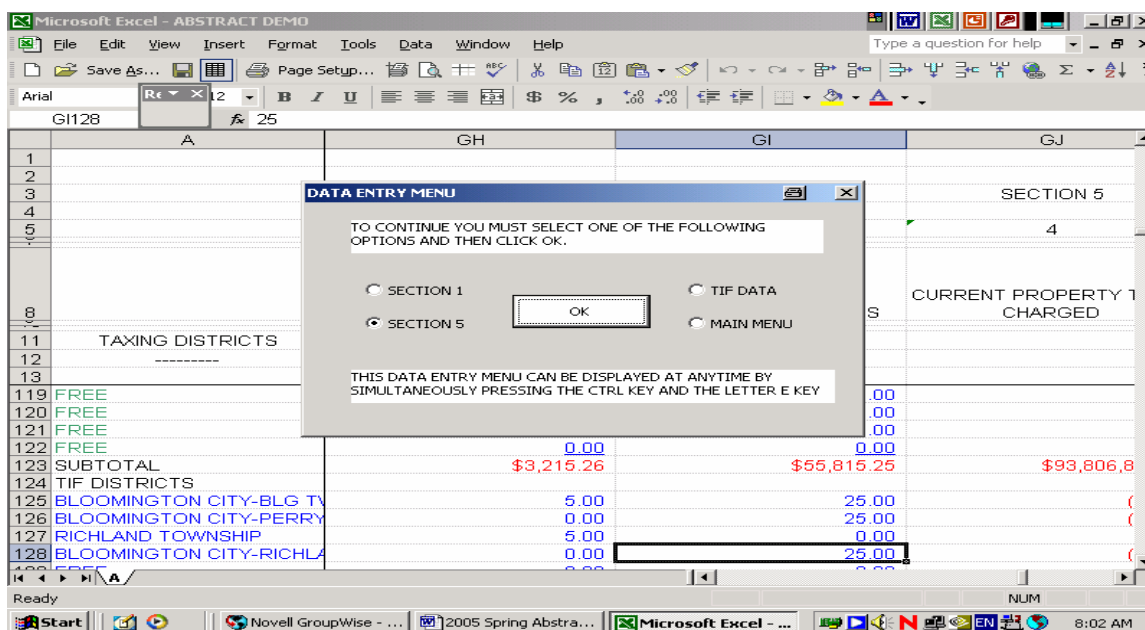 Microsoft Excel - ABSTRACT DEMO
File Edit View Insert Format Tools Data Window Help Type a question for help
Save As... Page Setup...
Arial 12 B I U $ % ,
GI128 fx 25
A GH GI GJ
1
2
3 SECTION 5
4
5 4
8 CURRENT PROPERTY
CHARGED
11 TAXING DISTRICTS
12 ---------
13
119 FREE .00
120 FREE .00
121 FREE .00
122 FREE 0.00 0.00
123 SUBTOTAL $3,215.26 $55,815.25 $93,806,8
124 TIF DISTRICTS
125 BLOOMINGTON CITY-BLG 5.00 25.00
126 BLOOMINGTON CITY-PERRY 0.00 25.00
127 RICHLAND TOWNSHIP 5.00 0.00
128 BLOOMINGTON CITY-RICHLA 0.00 25.00
DATA ENTRY MENU
TO CONTINUE YOU MUST SELECT ONE OF THE FOLLOWING
OPTIONS AND THEN CLICK OK.
SECTION 1 TIF DATA
OK
SECTION 5 MAIN MENU
THIS DATA ENTRY MENU CAN BE DISPLAYED AT ANYTIME BY
SIMULTANEOUSLY PRESSING THE CTRL KEY AND THE LETTER E KEY
A
Ready NUM
Start Novell GroupWise - ... 2005 Spring Abstra... Microsoft Excel - ... EN 8:02 AM